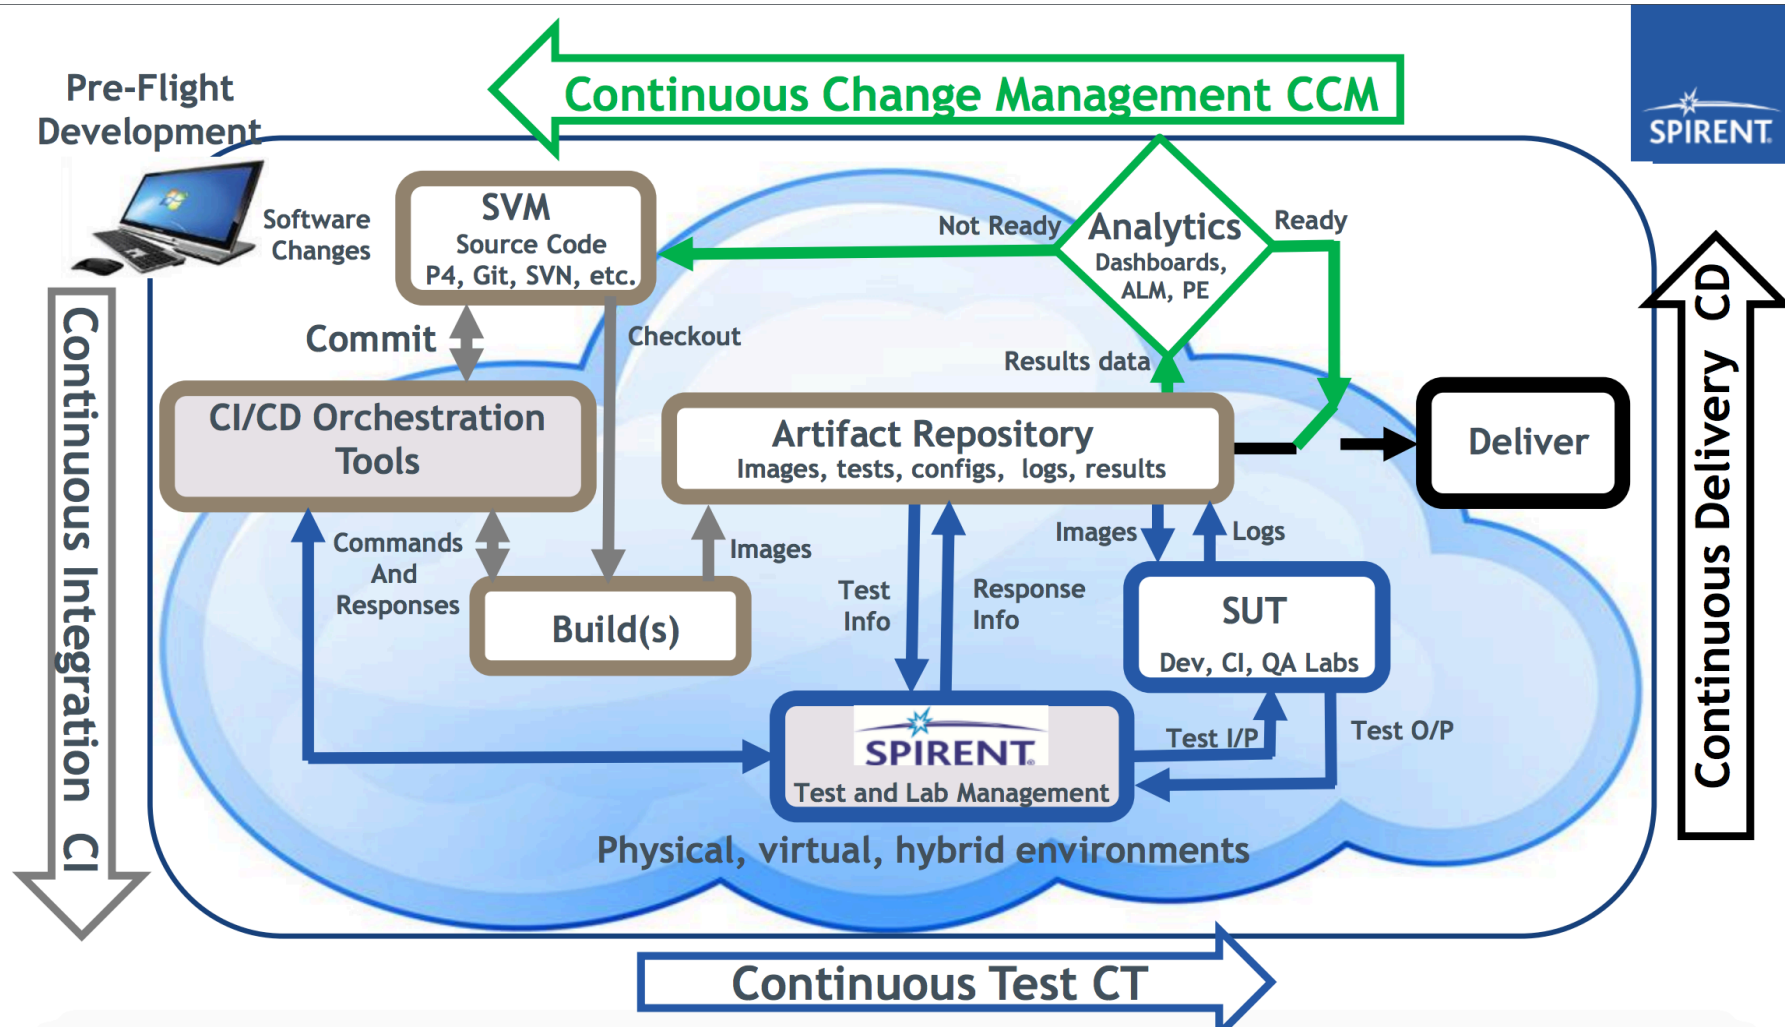 Continuous Change Management CCM
SPIRENT
Pre-Flight
Development
Software
Changes
SVM
Source Code
P4, Git, SVN, etc.
Not Ready
Analytics
Dashboards,
ALM, PE
Ready
Commit
Checkout
Results data
CI/CD Orchestration
Tools
Artifact Repository
Images, tests, configs, logs, results
Deliver
Commands
And
Responses
Images
Build(s)
Test
Info
Response
Info
Images
Logs
SUT
Dev, CI, QA Labs
SPIRENT
Test and Lab Management
Test I/P
Test O/P
Physical, virtual, hybrid environments
Continuous Integration CI
Continuous Delivery CD
Continuous Test CT